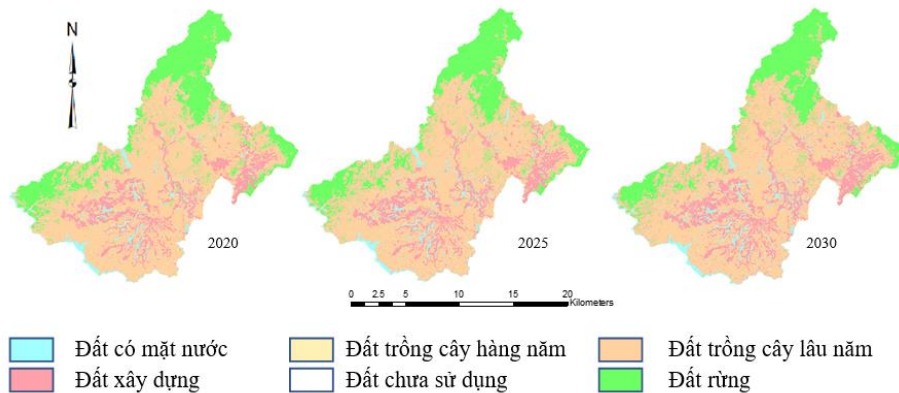 N
2020
2025
2030
0 2.5 5 10 15 20
Kilometers
Đất có mặt nước
Đất trồng cây hàng năm
Đất trồng cây lâu năm
Đất xây dựng
Đất chưa sử dụng
Đất rừng